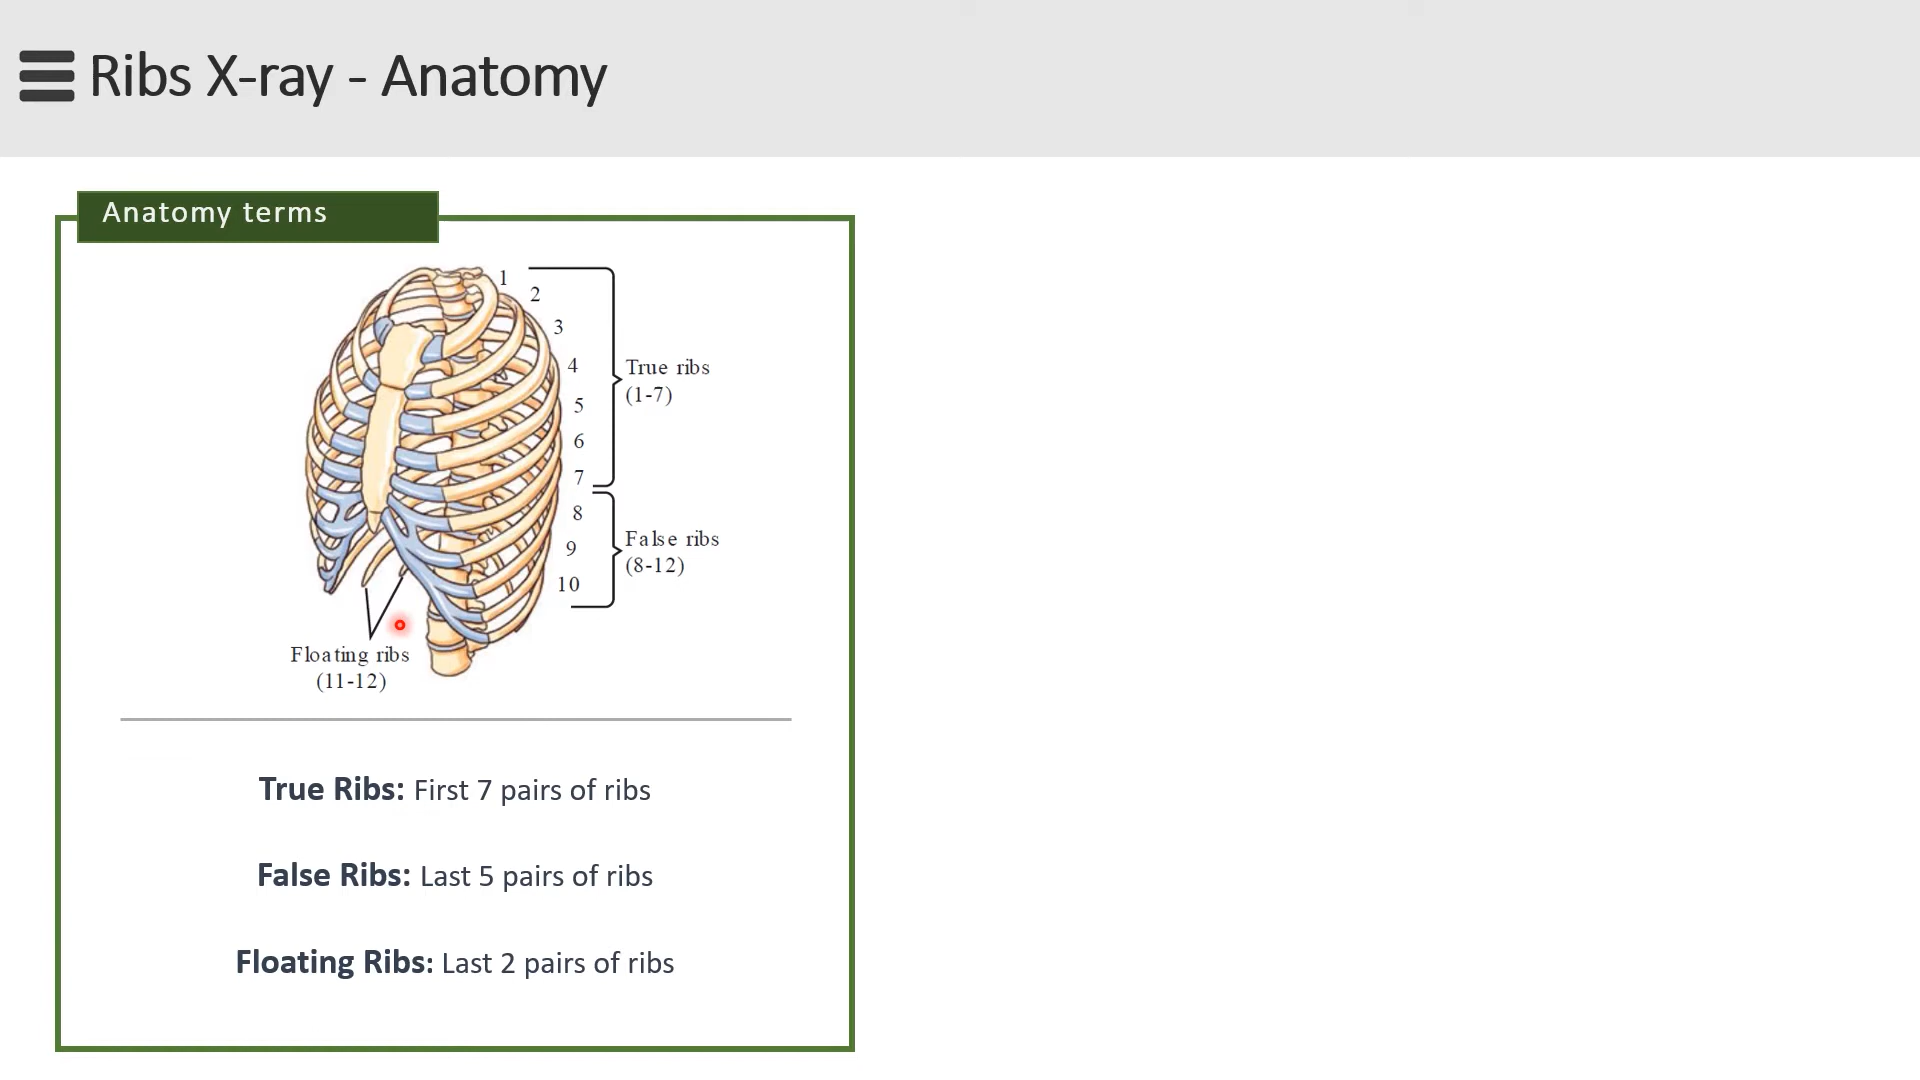 Ribs X-ray - Anatomy
Anatomy terms
1
2
3
4
5
6
7
8
9
10
True ribs
(1-7)
False ribs
(8-12)
Floating ribs
(11-12)
True Ribs: First 7 pairs of ribs
False Ribs: Last 5 pairs of ribs
Floating Ribs: Last 2 pairs of ribs